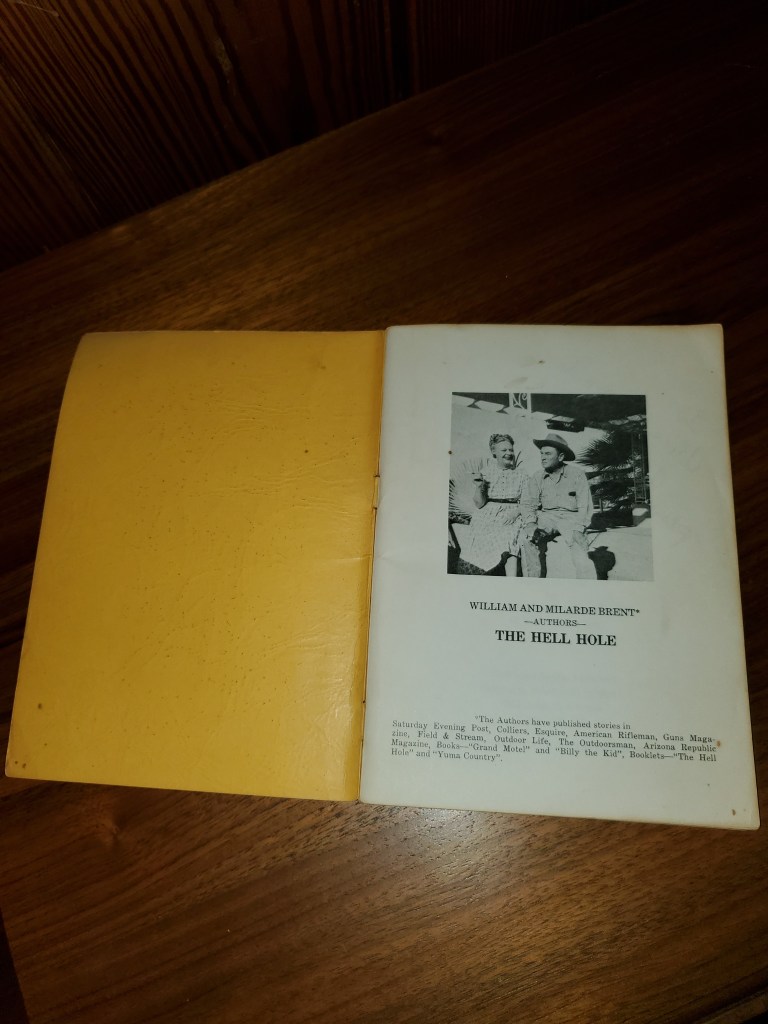 WILLIAM AND MILARDE BRENT*
—AUTHORS—
THE HELL HOLE
*The Authors have published stories in
Saturday Evening Post, Colliers, Esquire, American Rifleman, Guns Maga-
zine, Field & Stream, Outdoor Life, The Outdoorsman, Arizona Republic
Magazine, Books—"Grand Motel" and "Billy the Kid", Booklets—"The Hell
Hole" and "Yuma Country".